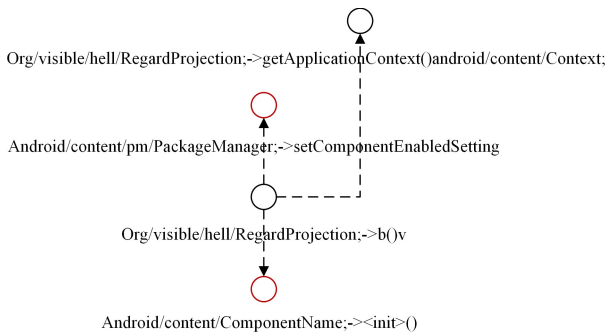 Org/visible/hell/RegardProjection;->getApplicationContext()android/content/Context;
Android/content/pm/PackageManager;->setComponentEnabledSetting
Org/visible/hell/RegardProjection;->b()v
Android/content/ComponentName;-><init>()